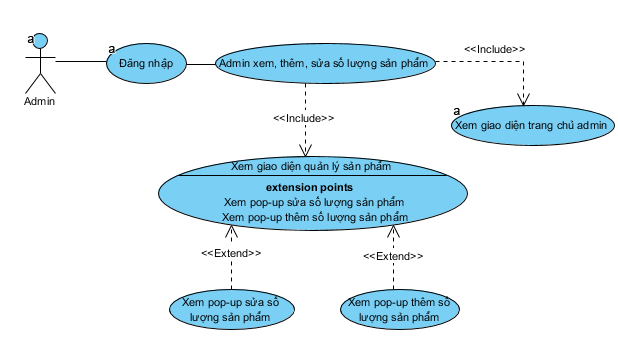 a
Admin
a
Đăng nhập
Admin xem, thêm, sửa số lượng sản phẩm
<<Include>>
a
Xem giao diện trang chủ admin
<<Include>>
Xem giao diện quản lý sản phẩm
extension points
Xem pop-up sửa số lượng sản phẩm
Xem pop-up thêm số lượng sản phẩm
<<Extend>>
<<Extend>>
Xem pop-up sửa số
lượng sản phẩm
Xem pop-up thêm số
lượng sản phẩm